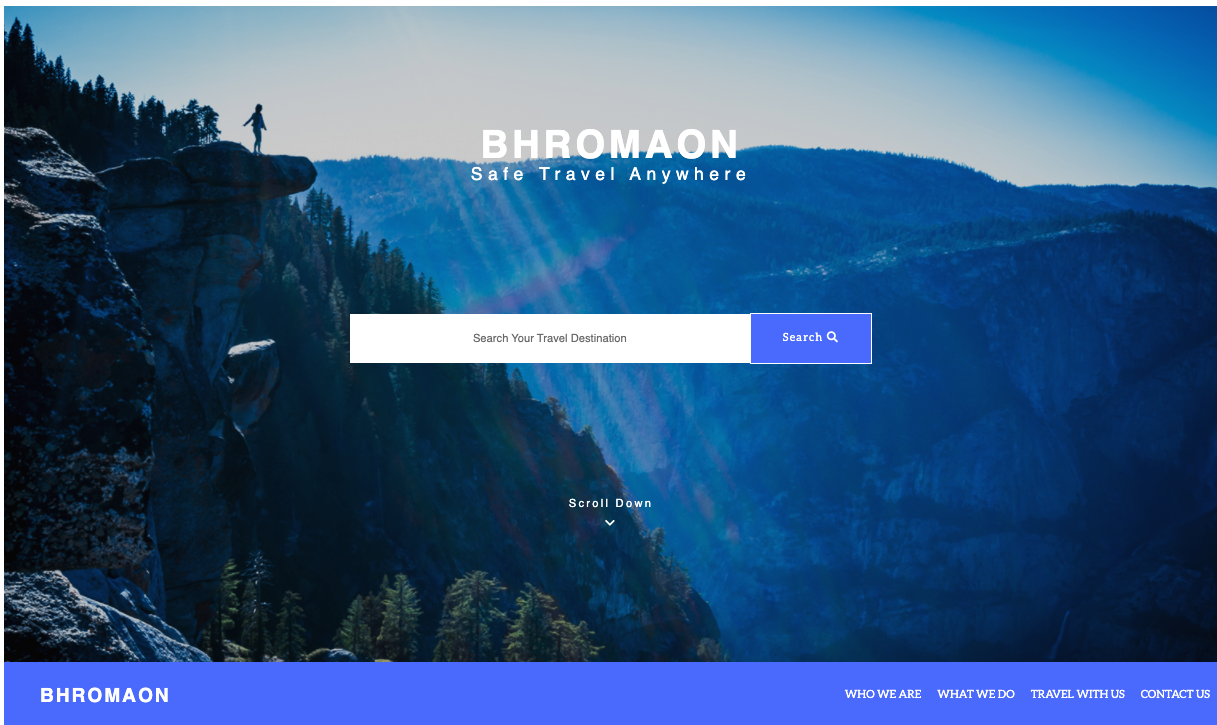 BHROMAON
Safe Travel Anywhere
Search Your Travel Destination
Search
Scroll Down
BHROMAON
WHO WE ARE WHAT WE DO TRAVEL WITH US CONTACT US